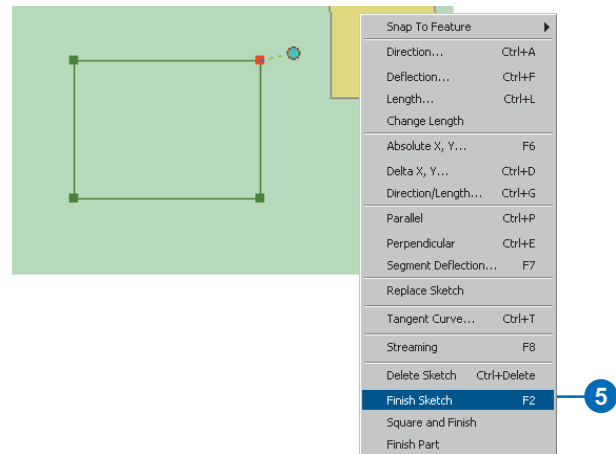 Snap To Feature
Direction... Ctrl+A
Deflection... Ctrl+F
Length... Ctrl+L
Change Length
Absolute X, Y... F6
Delta X, Y... Ctrl+D
Direction/Length... Ctrl+G
Parallel Ctrl+P
Perpendicular Ctrl+E
Segment Deflection... F7
Replace Sketch
Tangent Curve... Ctrl+T
Streaming F8
Delete Sketch Ctrl+Delete
Finish Sketch F2
5
Square and Finish
Finish Part